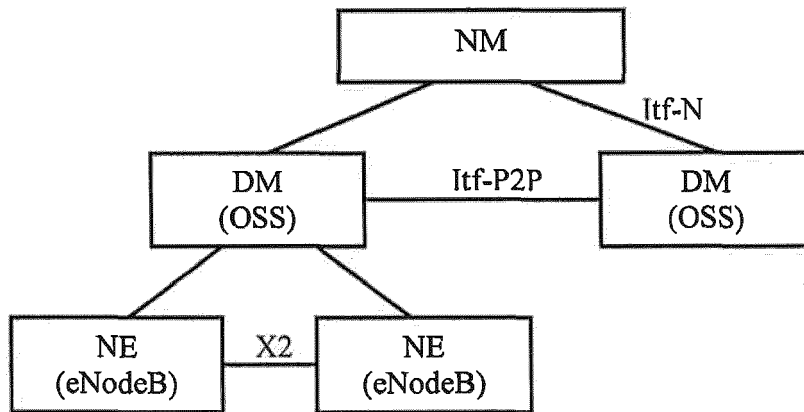 NM
Itf-N
DM
(OSS)
Itf-P2P
DM
(OSS)
NE
(eNodeB)
X2
NE
(eNodeB)